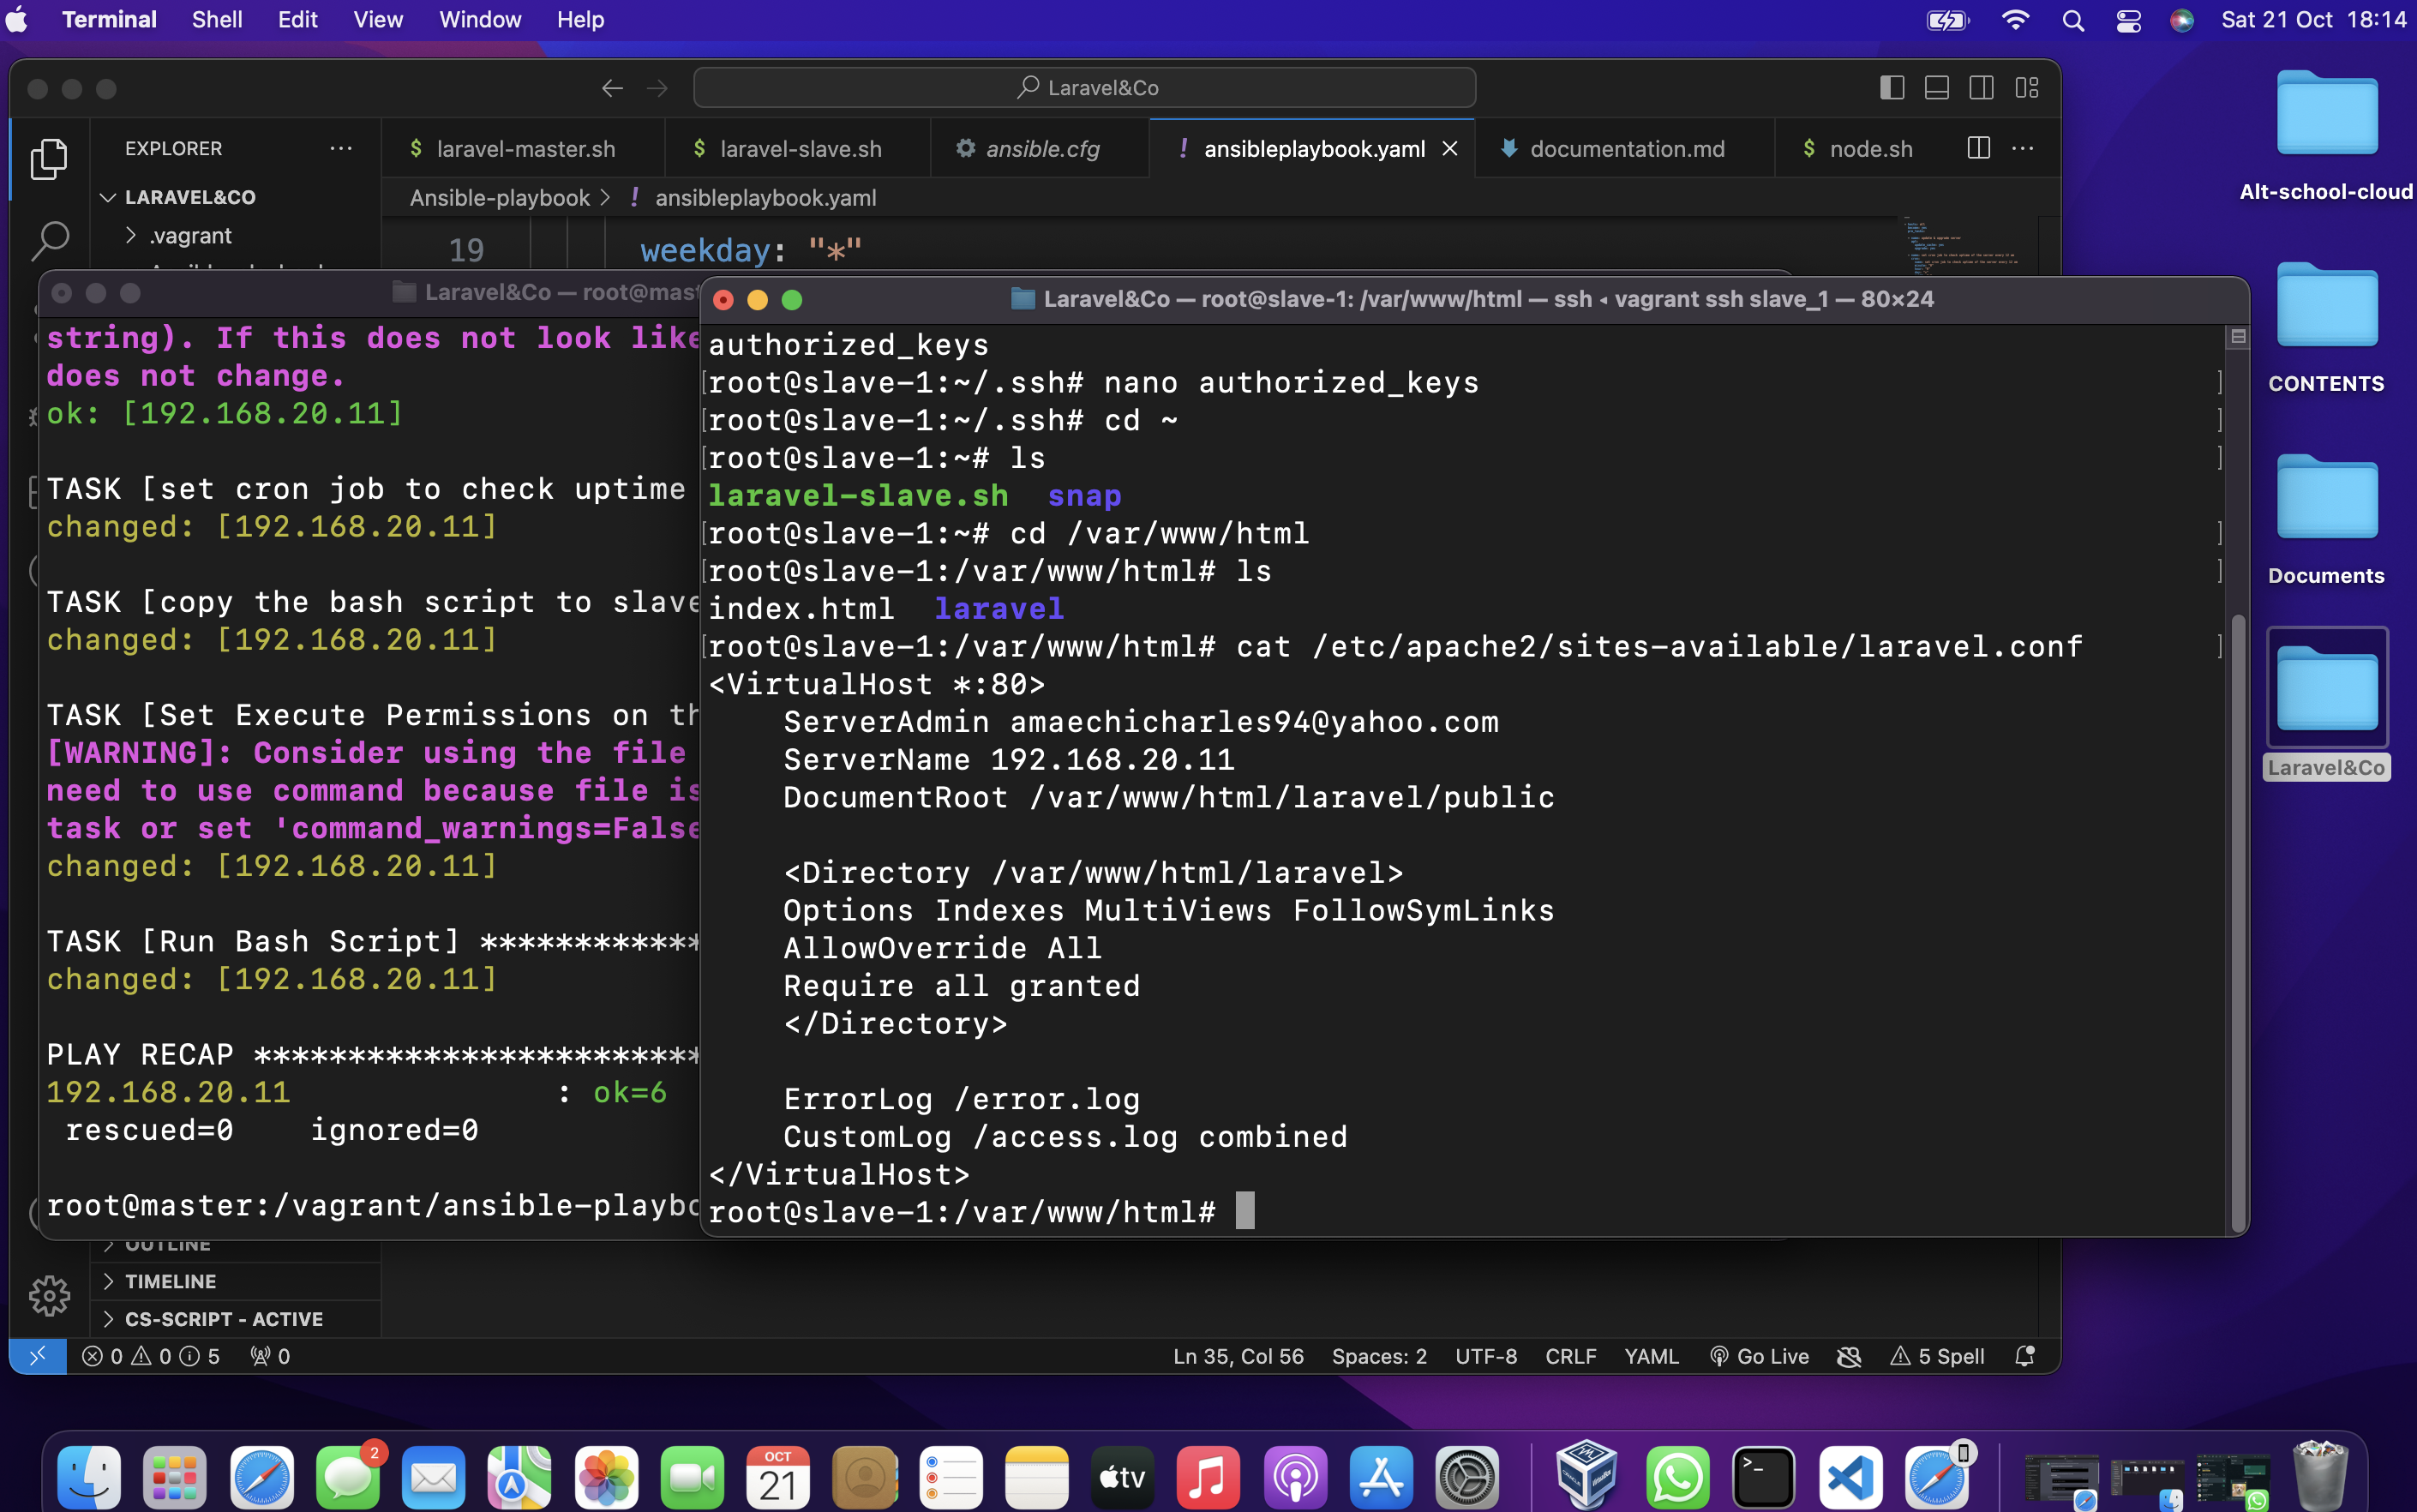 Terminal Shell Edit View Window Help Sat 21 Oct 18:14
Laravel&Co
EXPLORER
laravel-master.sh laravel-slave.sh ansible.cfg ansibleplaybook.yaml documentation.md node.sh
LARAVEL&CO
Ansible-playbook > ! ansibleplaybook.yaml
.vagrant
19 weekday: "*"
Laravel&Co — root@mast
string). If this does not look like
does not change.
ok: [192.168.20.11]
TASK [set cron job to check uptime
changed: [192.168.20.11]
TASK [copy the bash script to slave
changed: [192.168.20.11]
TASK [Set Execute Permissions on th
[WARNING]: Consider using the file
need to use command because file is
task or set 'command_warnings=False
changed: [192.168.20.11]
TASK [Run Bash Script] ************
changed: [192.168.20.11]
PLAY RECAP ************************
192.168.20.11 : ok=6
rescued=0 ignored=0
root@master:/vagrant/ansible-playbo
Laravel&Co — root@slave-1: /var/www/html — ssh ◂ vagrant ssh slave_1 — 80×24
authorized_keys
[root@slave-1:~/.ssh# nano authorized_keys ]
[root@slave-1:~/.ssh# cd ~ ]
[root@slave-1:~# ls ]
laravel-slave.sh snap
[root@slave-1:~# cd /var/www/html ]
[root@slave-1:/var/www/html# ls ]
index.html laravel
[root@slave-1:/var/www/html# cat /etc/apache2/sites-available/laravel.conf ]
<VirtualHost *:80>
ServerAdmin amaechicharles94@yahoo.com
ServerName 192.168.20.11
DocumentRoot /var/www/html/laravel/public
<Directory /var/www/html/laravel>
Options Indexes MultiViews FollowSymLinks
AllowOverride All
Require all granted
</Directory>
ErrorLog /error.log
CustomLog /access.log combined
</VirtualHost>
root@slave-1:/var/www/html#
OUTLINE
TIMELINE
CS-SCRIPT - ACTIVE
0 0 5 0 Ln 35, Col 56 Spaces: 2 UTF-8 CRLF YAML Go Live 5 Spell
Alt-school-cloud
CONTENTS
Documents
Laravel&Co
2
OCT
21
tv